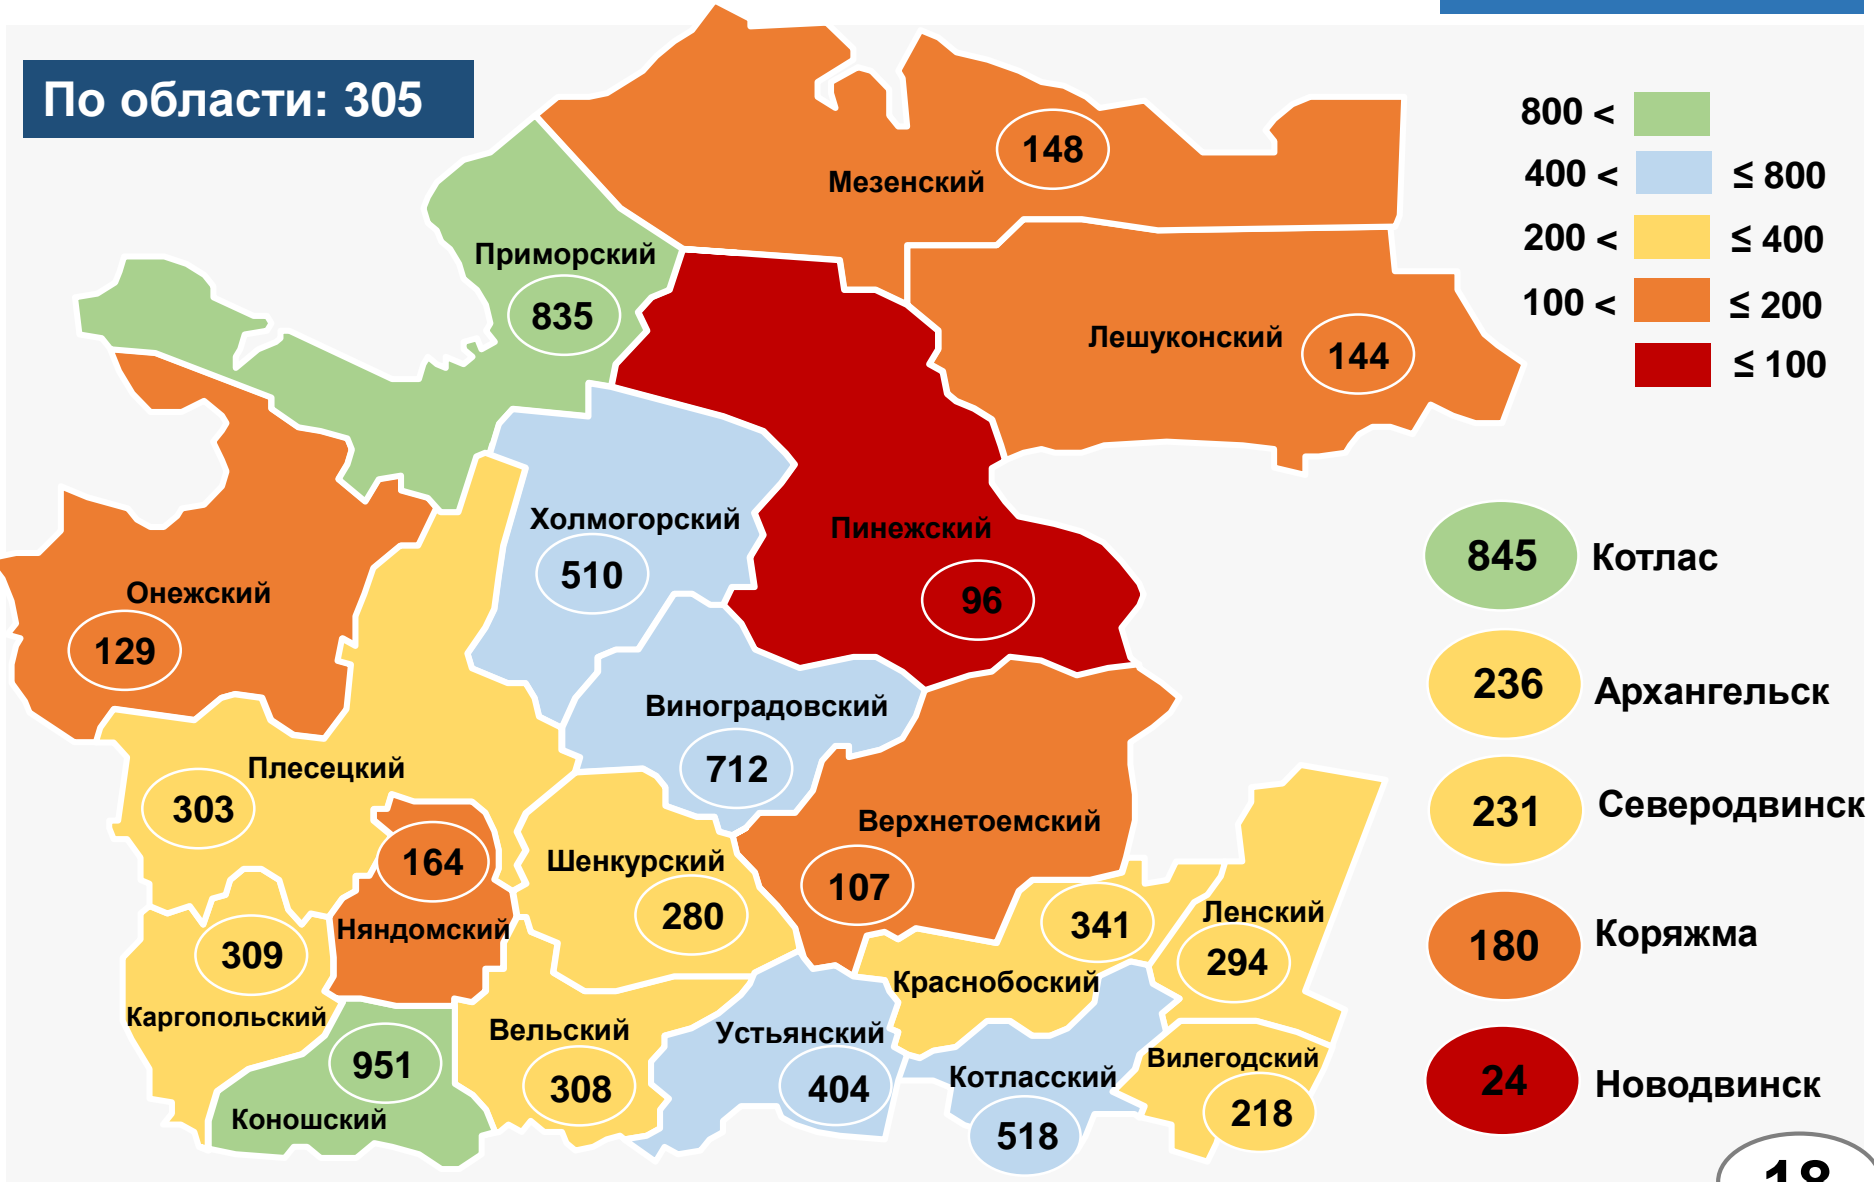 По области: 305
800 <
400 < ≤ 800
200 < ≤ 400
100 < ≤ 200
≤ 100
Мезенский
148
Приморский
835
Лешуконский
144
Холмогорский
510
Пинежский
96
Онежский
129
Виноградовский
712
Плесецкий
303
Верхнетоемский
107
Няндомский
164
Шенкурский
280
Каргопольский
309
Краснобоский
341
Ленский
294
Коношский
951
Вельский
308
Устьянский
404
Котласский
518
Вилегодский
218
845 Котлас
236 Архангельск
231 Северодвинск
180 Коряжма
24 Новодвинск
18